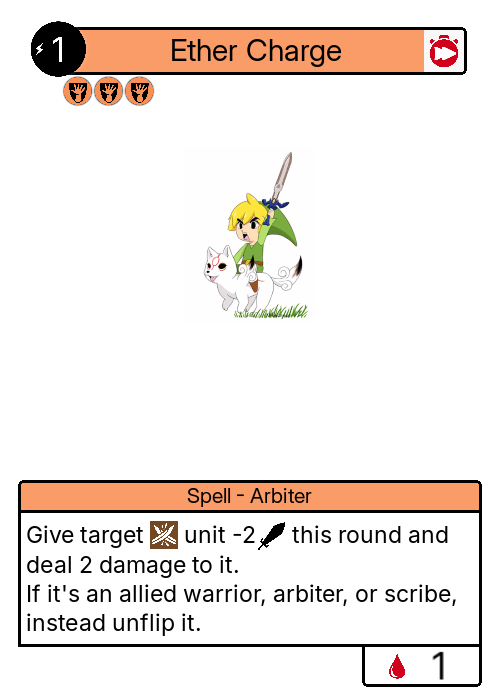 1
Ether Charge
Spell - Arbiter
Give target unit -2 this round and
deal 2 damage to it.
If it's an allied warrior, arbiter, or scribe,
instead unflip it.
1